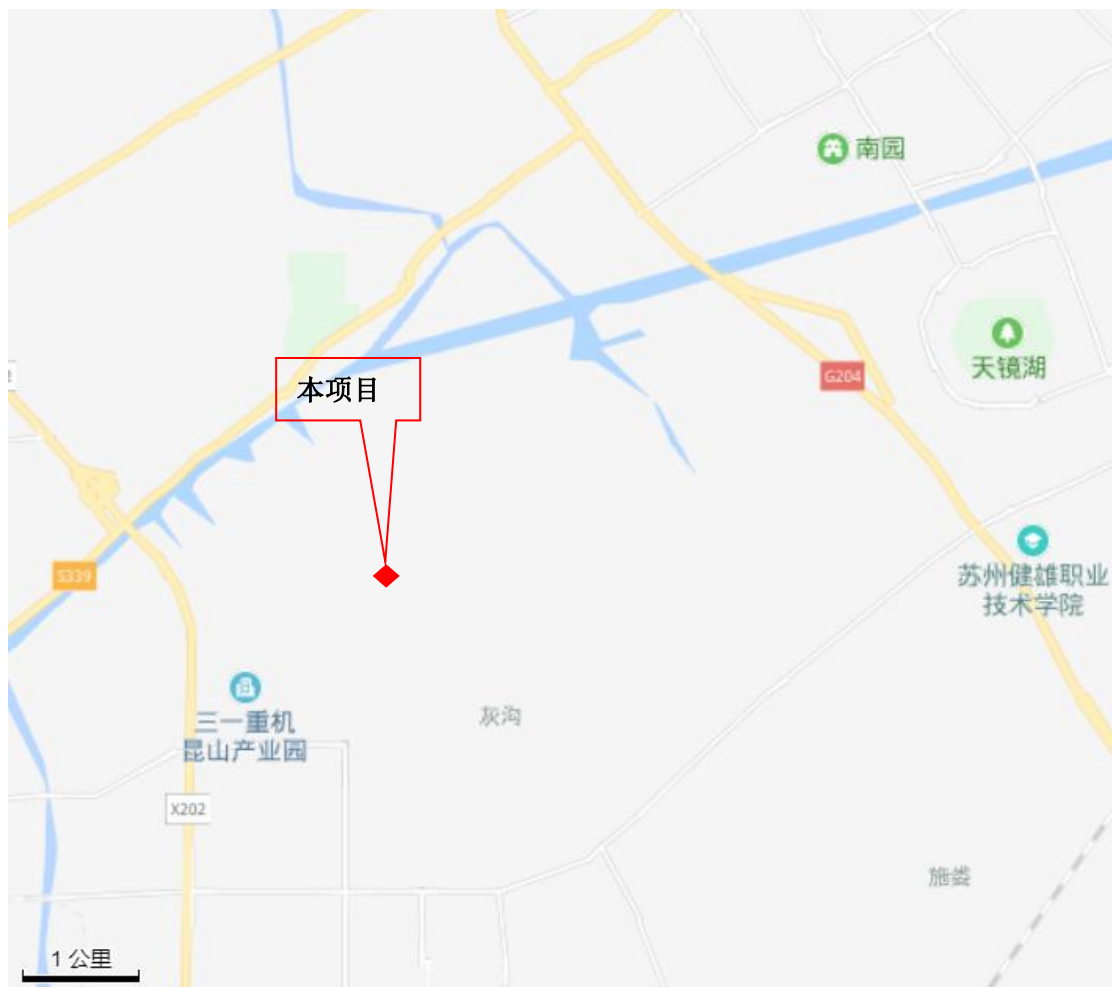 南园
天镜湖
本项目
G204
S339
苏州健雄职业
技术学院
三一重机
昆山产业园
灰沟
X202
施娄
1 公里